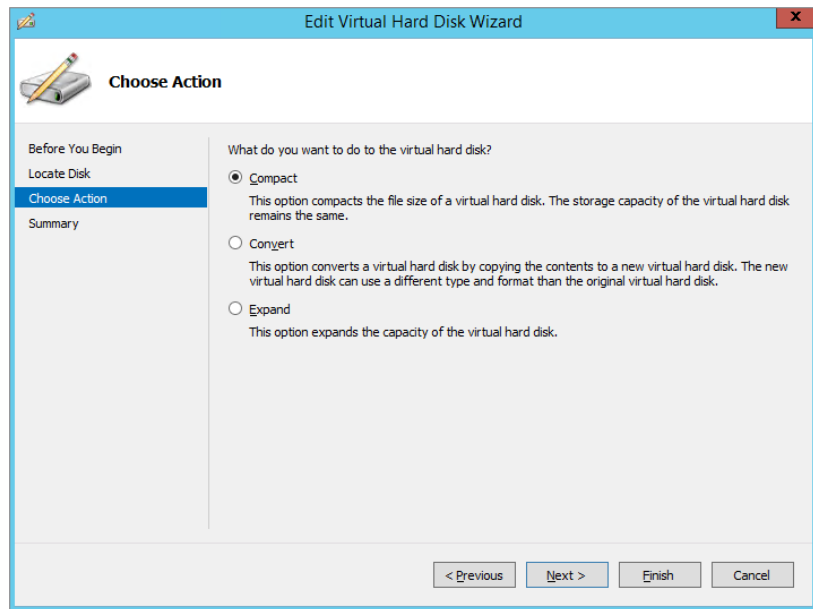 Edit Virtual Hard Disk Wizard
x
Choose Action
Before You Begin
Locate Disk
Choose Action
Summary
What do you want to do to the virtual hard disk?
Compact
This option compacts the file size of a virtual hard disk. The storage capacity of the virtual hard disk
remains the same.
Convert
This option converts a virtual hard disk by copying the contents to a new virtual hard disk. The new
virtual hard disk can use a different type and format than the original virtual hard disk.
Expand
This option expands the capacity of the virtual hard disk.
< Previous
Next >
Finish
Cancel